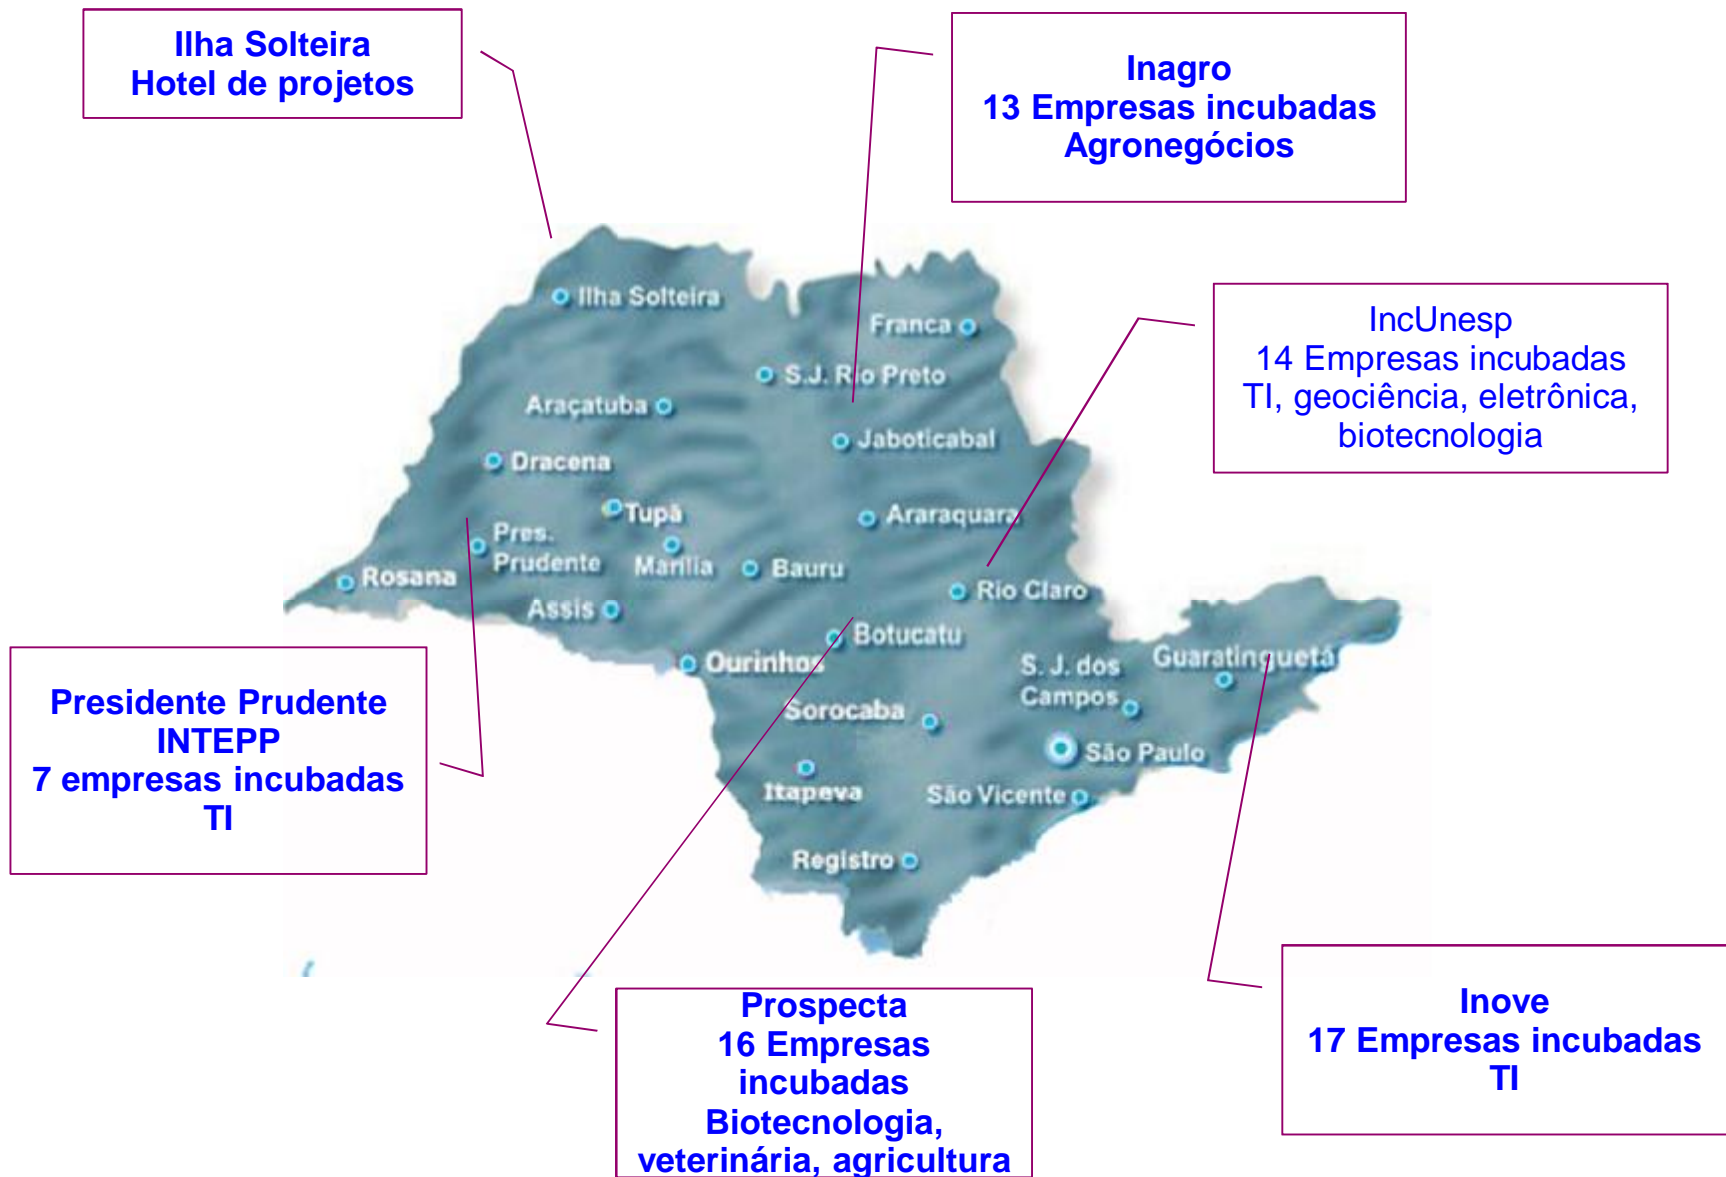 Ilha Solteira
Hotel de projetos
Inagro
13 Empresas incubadas
Agronegócios
IncUnesp
14 Empresas incubadas
TI, geociência, eletrônica,
biotecnologia
Ilha Solteira
Franca
S.J. Rio Preto
Araçatuba
Jaboticabal
Dracena
Tupã
Araraquara
Pres.
Prudente
Marília
Bauru
Rosana
Rio Claro
Assis
Botucatu
Ourinhos
S. J. dos
Campos
Guaratinguetá
Sorocaba
São Paulo
Itapeva
São Vicente
Registro
Presidente Prudente
INTEPP
7 empresas incubadas
TI
Prospecta
16 Empresas
incubadas
Biotecnologia,
veterinária, agricultura
Inove
17 Empresas incubadas
TI